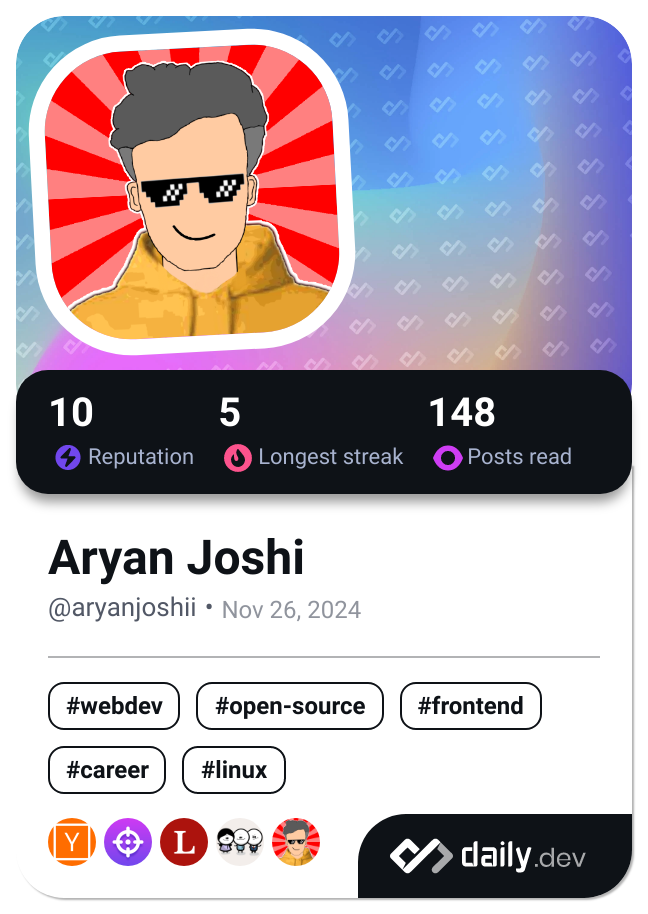 10 5 148
Reputation Longest streak Posts read
Aryan Joshi
@aryanjoshii • Nov 26, 2024
#webdev #open-source #frontend
#career #linux
Y L daily.dev